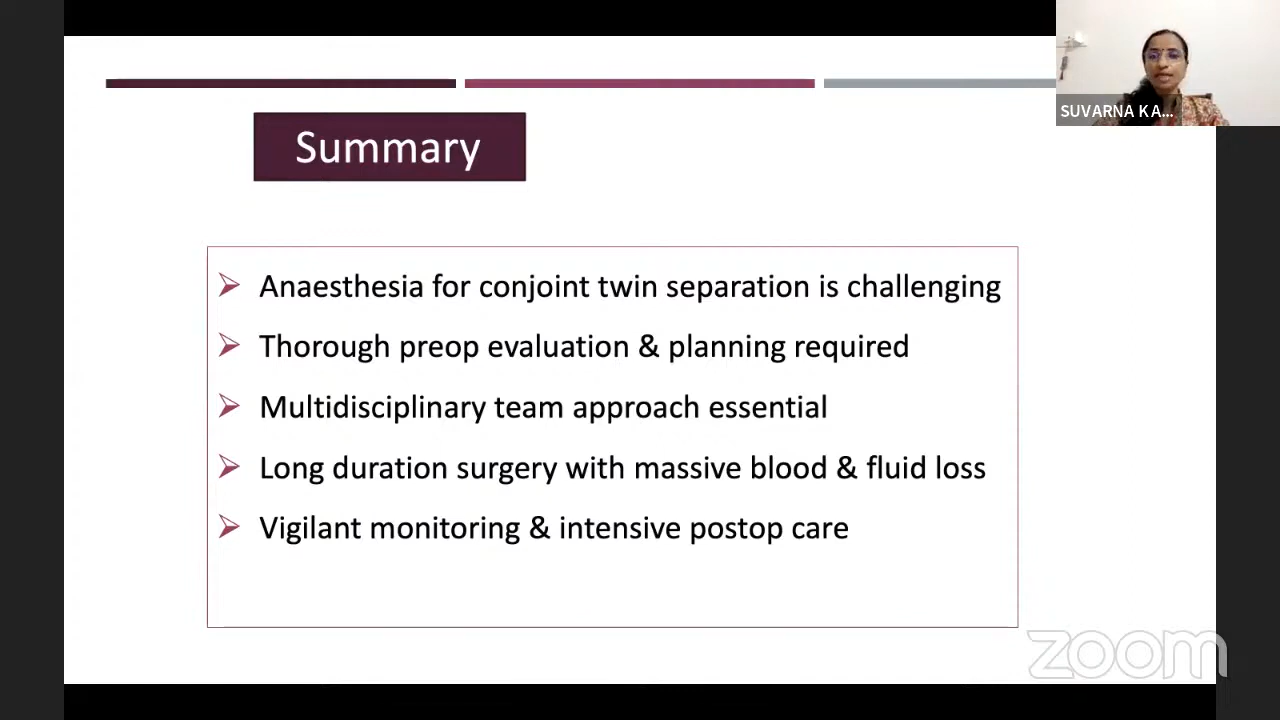 SUVARNA K A...
Summary
Anaesthesia for conjoint twin separation is challenging
Thorough preop evaluation & planning required
Multidisciplinary team approach essential
Long duration surgery with massive blood & fluid loss
Vigilant monitoring & intensive postop care
zoom